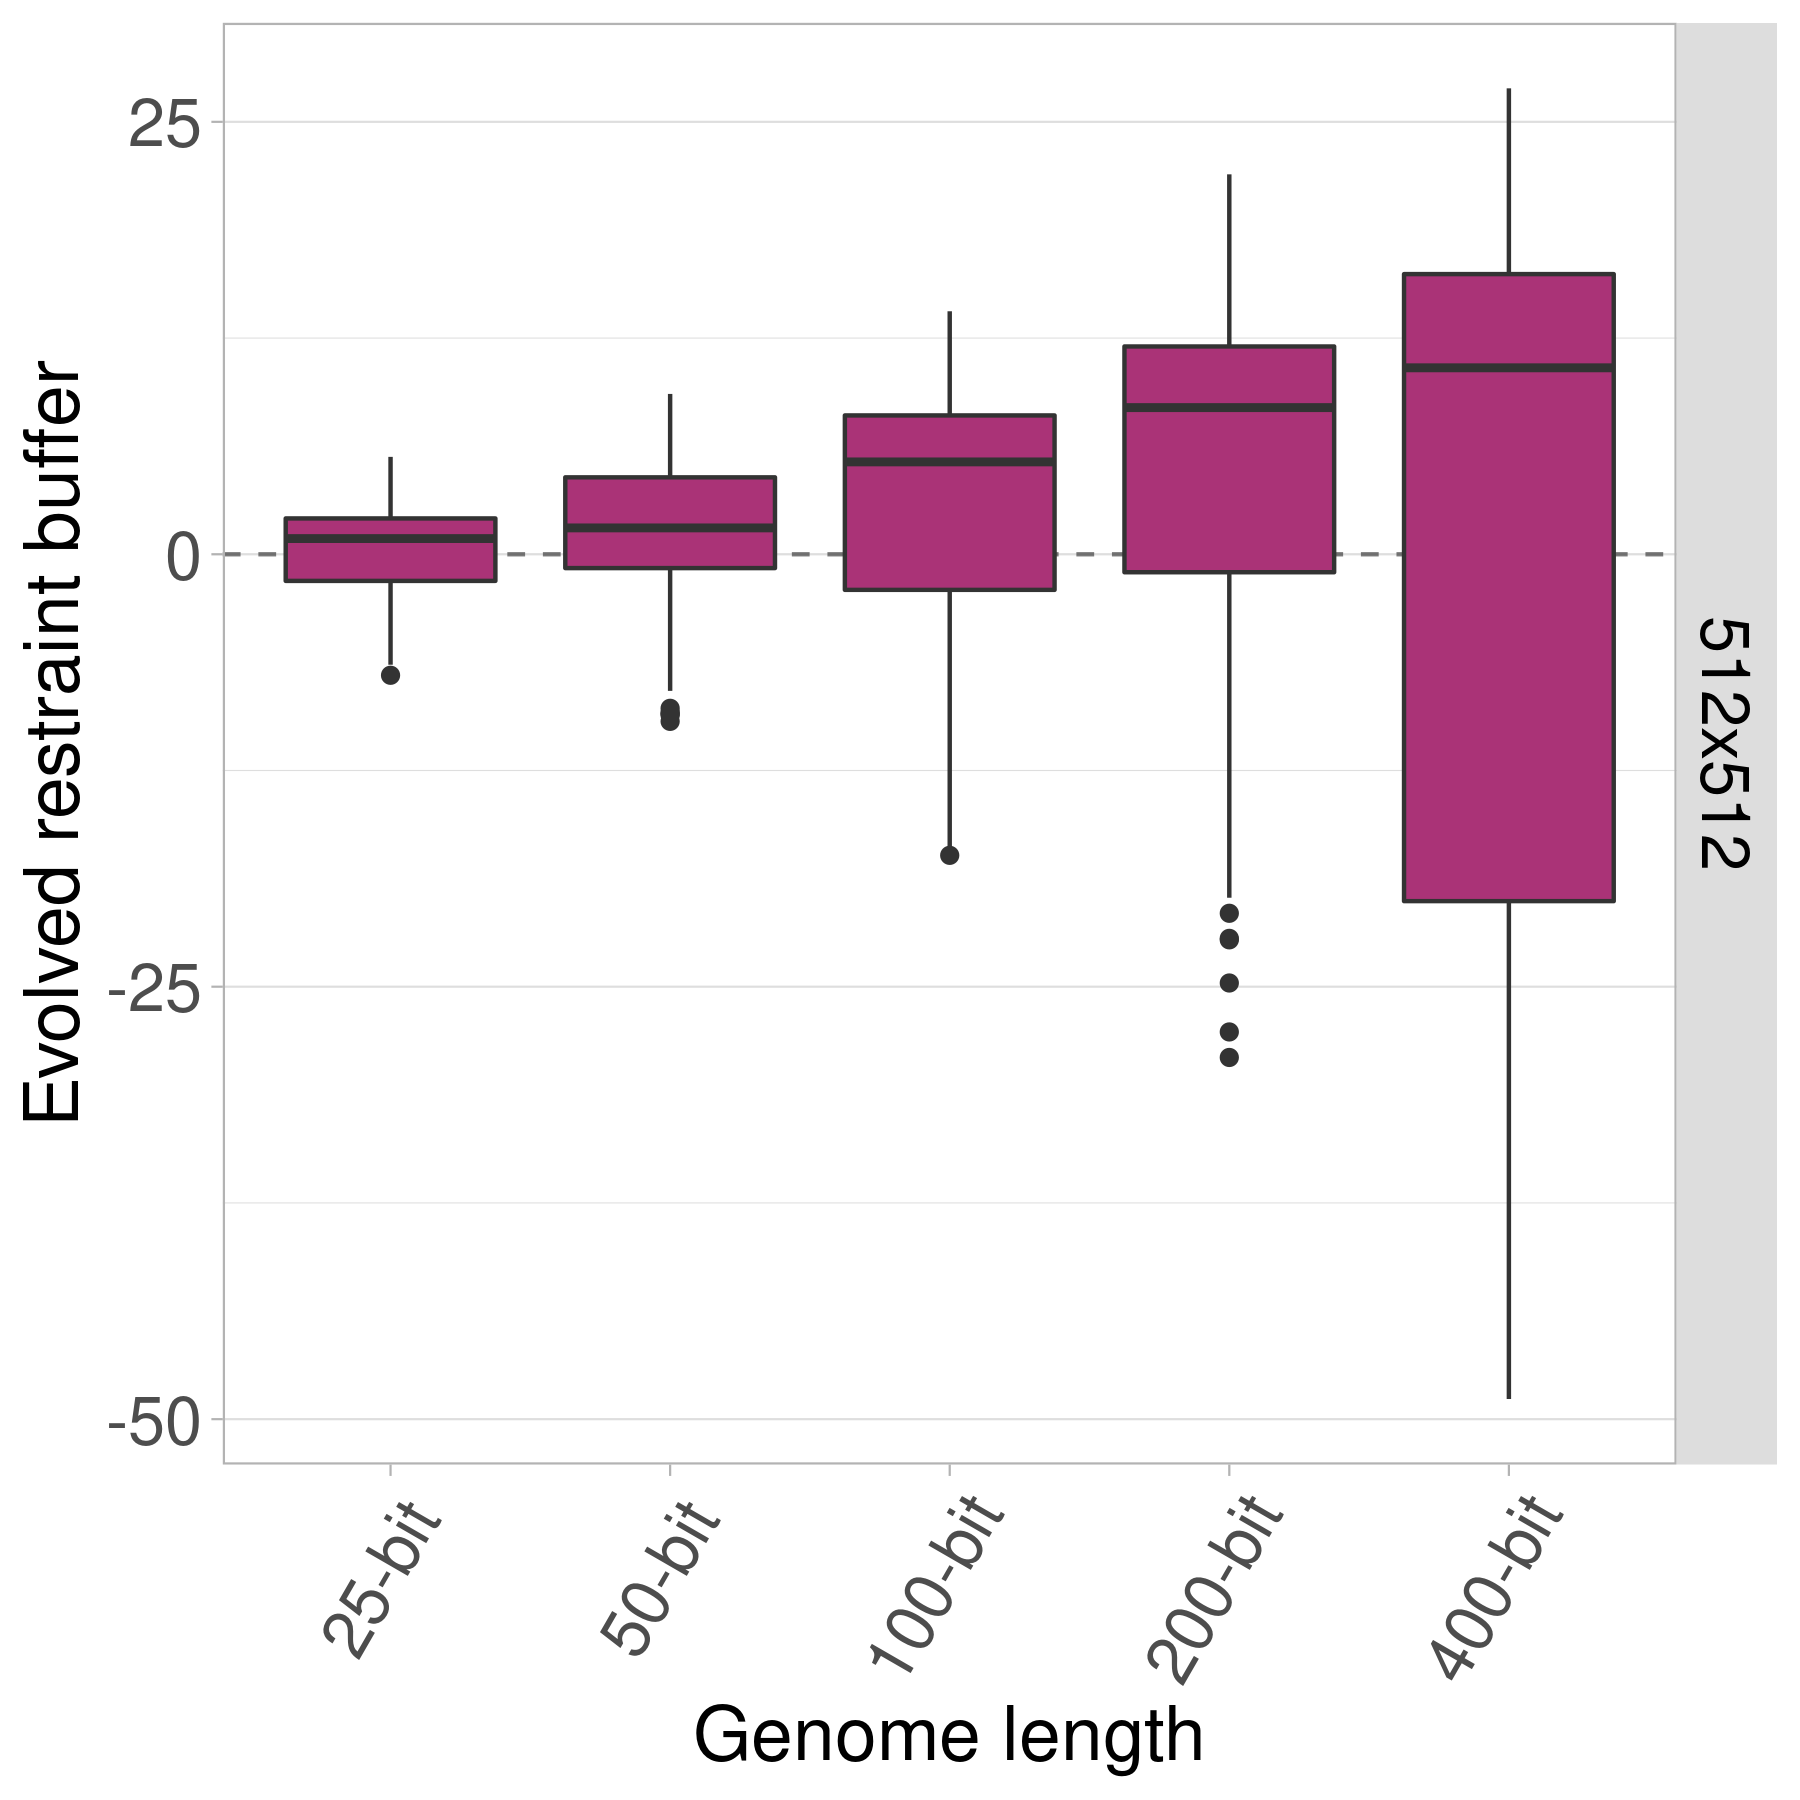 Evolved restraint buffer
25
0
-25
-50
512x512
25-bit
50-bit
100-bit
200-bit
400-bit
Genome length